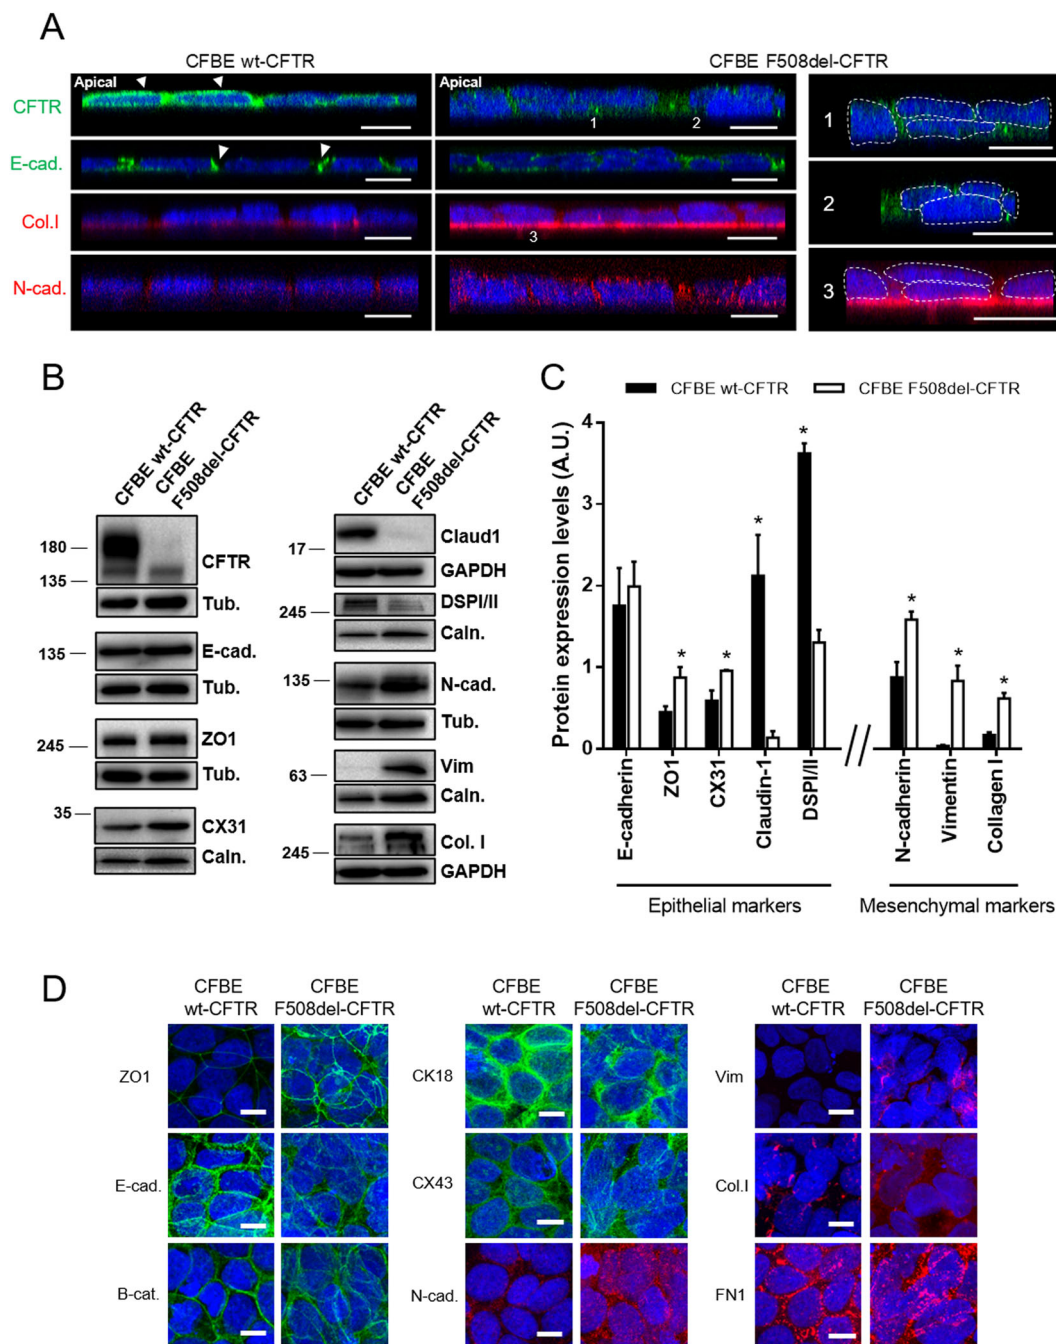 A
CFBE wt-CFTR
CFBE F508del-CFTR
CFTR
Apical
Apical
1
2
1
E-cad.
2
Col.I
3
N-cad.
3
B
CFBE wt-CFTR
CFBE
F508del-CFTR
180
135
CFTR
Tub.
135
E-cad.
Tub.
245
ZO1
Tub.
35
CX31
Caln.
CFBE wt-CFTR
CFBE
F508del-CFTR
17
Claud1
GAPDH
245
DSPI/II
Caln.
135
N-cad.
Tub.
63
Vim
Caln.
245
Col. I
GAPDH
C
CFBE wt-CFTR
CFBE F508del-CFTR
Protein expression levels (A.U.)
4
3
2
1
0
*
*
*
*
*
*
*
E-cadherin
ZO1
CX31
Claudin-1
DSPI/II
//
N-cadherin
Vimentin
Collagen I
Epithelial markers
Mesenchymal markers
D
CFBE
wt-CFTR
CFBE
F508del-CFTR
CFBE
wt-CFTR
CFBE
F508del-CFTR
CFBE
wt-CFTR
CFBE
F508del-CFTR
ZO1
CK18
Vim
E-cad.
CX43
Col.I
B-cat.
N-cad.
FN1